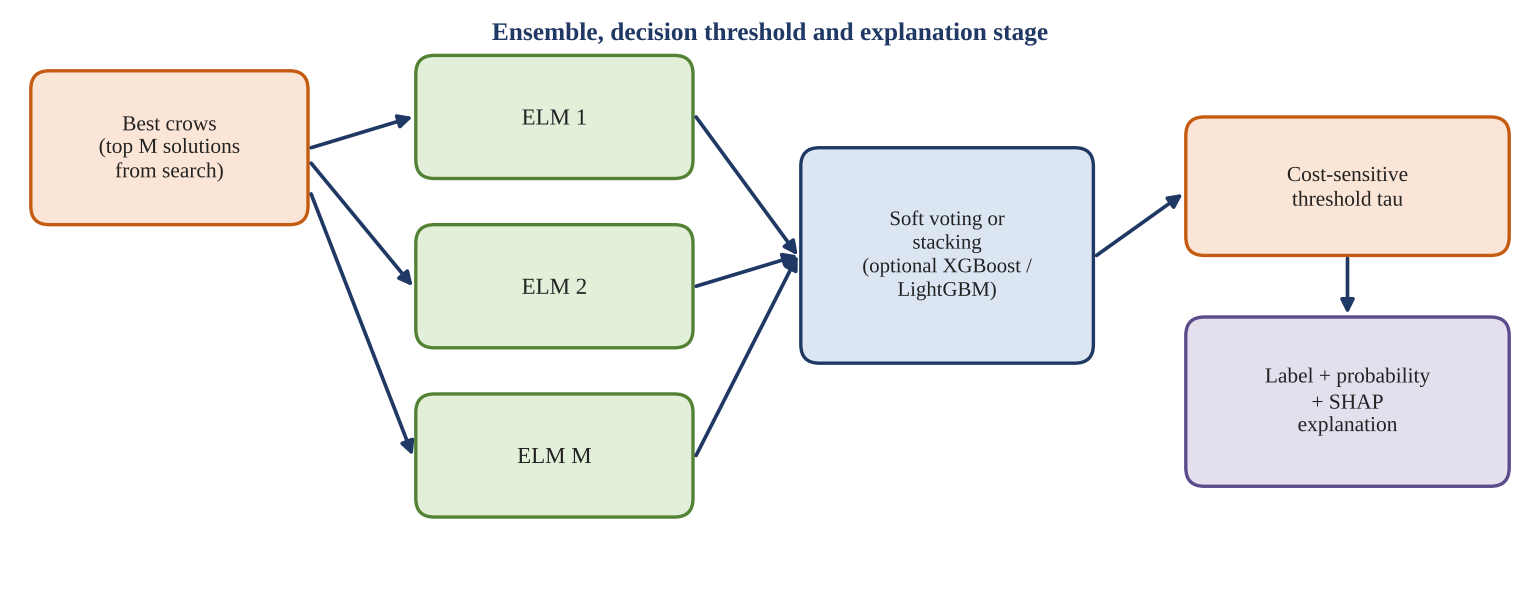 Ensemble, decision threshold and explanation stage
Best crows
(top M solutions
from search)
ELM 1
ELM 2
ELM M
Soft voting or
stacking
(optional XGBoost /
LightGBM)
Cost-sensitive
threshold tau
Label + probability
+ SHAP
explanation